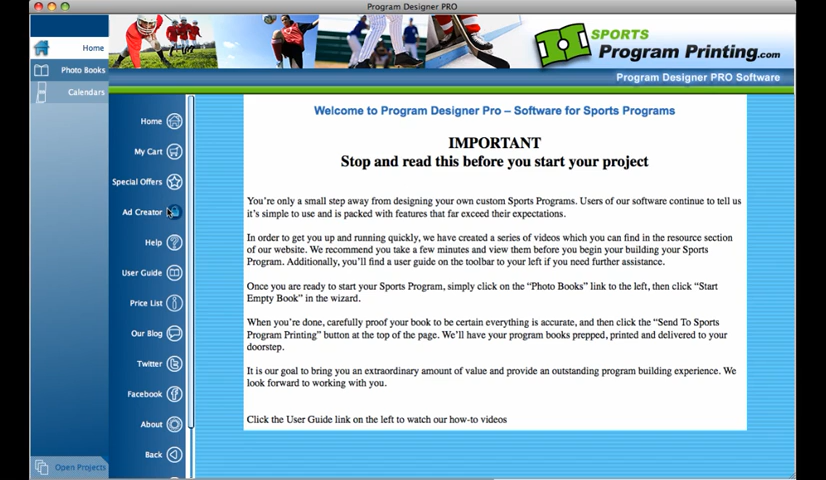 Program Designer PRO
SPORTS
Program Printing.com
Program Designer PRO Software
Home
Photo Books
Calendars
Home
My Cart
Special Offers
Ad Creator
Help
User Guide
Price List
Our Blog
Twitter
Facebook
About
Back
Open Projects
Welcome to Program Designer Pro – Software for Sports Programs
IMPORTANT
Stop and read this before you start your project
You're only a small step away from designing your own custom Sports Programs. Users of our software continue to tell us
it's simple to use and is packed with features that far exceed their expectations.
In order to get you up and running quickly, we have created a series of videos which you can find in the resource section
of our website. We recommend you take a few minutes and view them before you begin your building your Sports
Program. Additionally, you'll find a user guide on the toolbar to your left if you need further assistance.
Once you are ready to start your Sports Program, simply click on the "Photo Books" link to the left, then click "Start
Empty Book" in the wizard.
When you're done, carefully proof your book to be certain everything is accurate, and then click the "Send To Sports
Program Printing" button at the top of the page. We'll have your program books prepped, printed and delivered to your
doorstep.
It is our goal to bring you an extraordinary amount of value and provide an outstanding program building experience. We
look forward to working with you.
Click the User Guide link on the left to watch our how-to videos